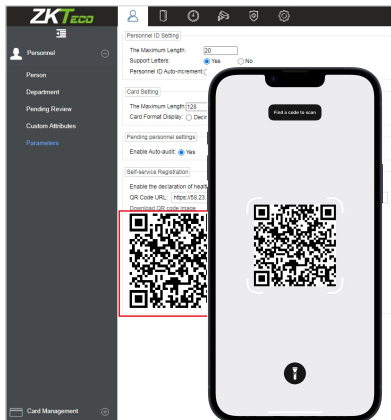 ZKTECO
Personnel
Person
Department
Pending Review
Custom Attributes
Parameters
Card Management
Personnel ID Setting
The Maximum Length: 20
Support Letters: Yes No
Personnel ID Auto-increment:
Card Setting
The Maximum Length: 128
Card Format Display:
Pending personnel settings
Enable Auto-audit: Yes
Self-service Registration
Enable the declaration of
QR Code URL: https://58.23.
Download QR code image
Find a code to scan